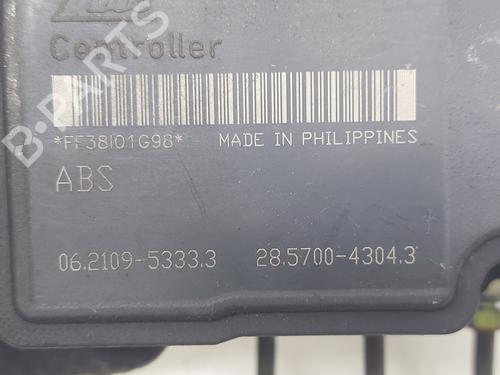 Controller
*FF38I01G98* MADE IN PHILIPPINES
ABS
06.2109-5333.3 28.5700-4304.3
B-PARTS